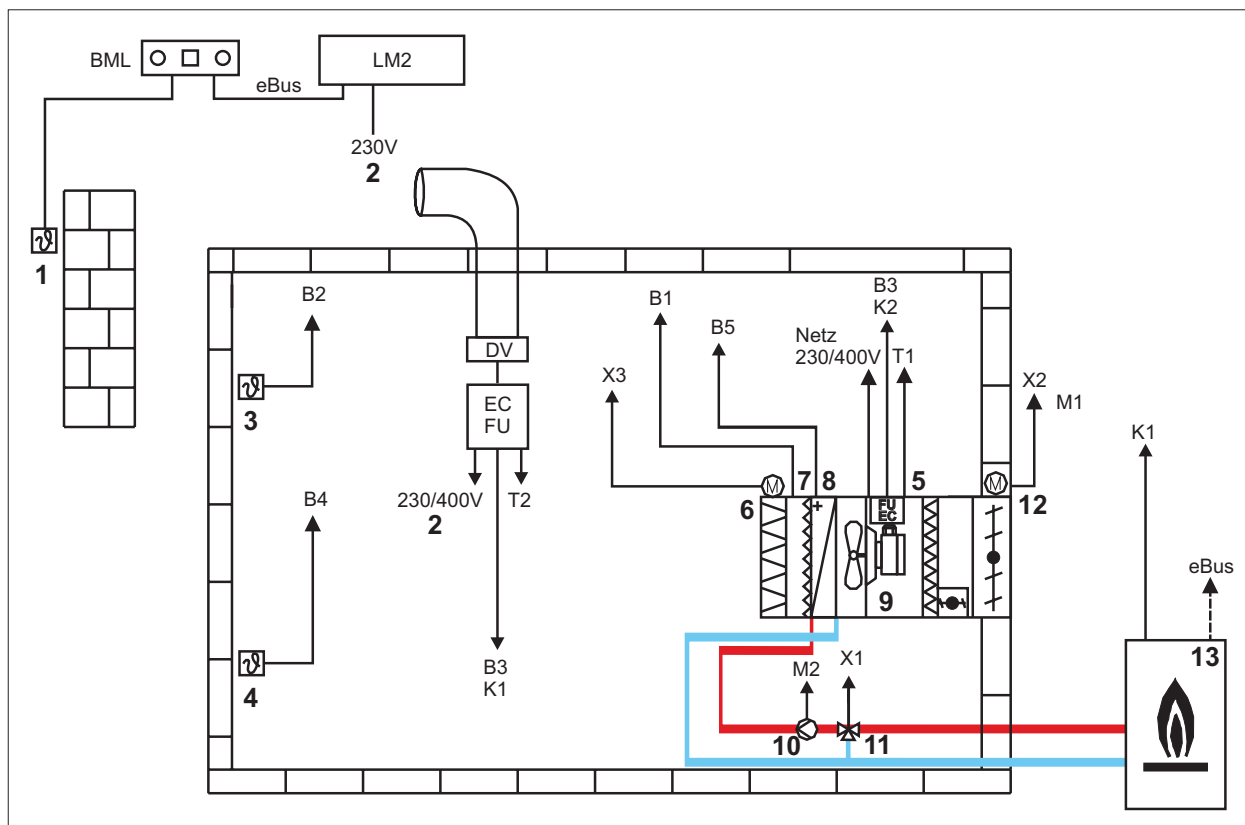 BML
LM2
eBus
230V
2
1
B2
3
B4
4
DV
EC
FU
230/400V
2
T2
B3
K1
B1
B5
X3
Netz
230/400V
B3
K2
T1
X2
M1
K1
6
7
8
5
12
+
M
M
FU
EC
9
eBus
13
M2
X1
10
11